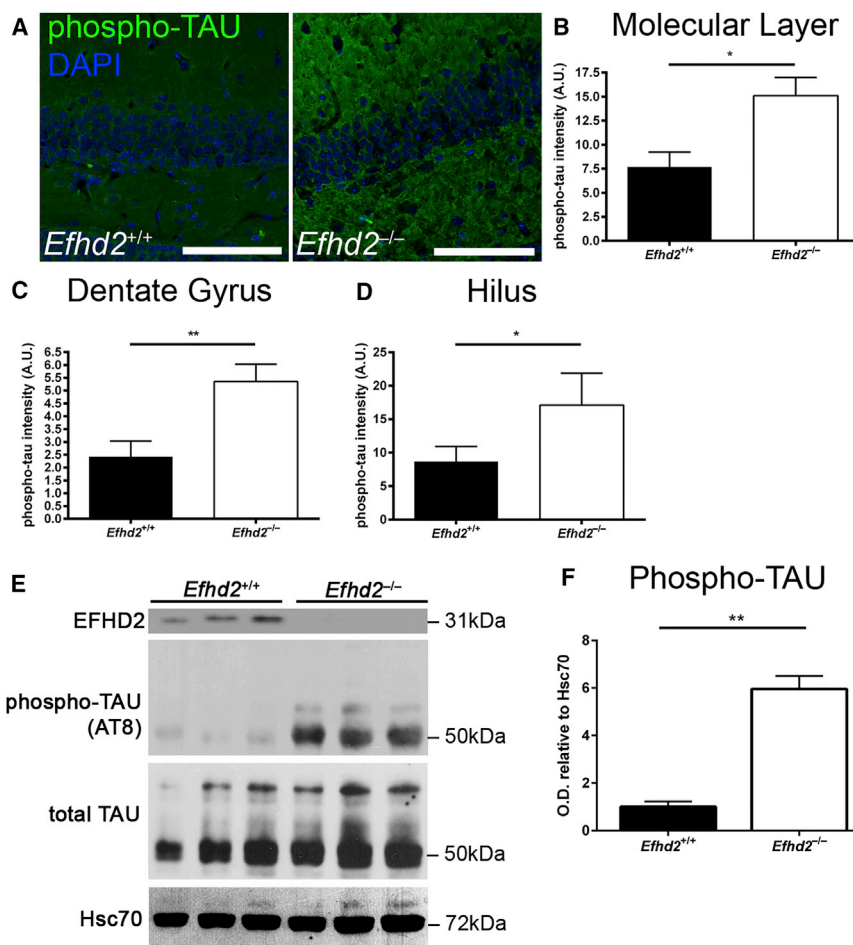 A
phospho-TAU
DAPI
Efhd2+/+
Efhd2–/–
B
Molecular Layer
*
phospho-tau intensity (A.U.)
17.5
15.0
12.5
10.0
7.5
5.0
2.5
0.0
Efhd2+/+
Efhd2–/–
C
Dentate Gyrus
**
phospho-tau intensity (A.U.)
6.5
6.0
5.5
5.0
4.5
4.0
3.5
3.0
2.5
2.0
1.5
1.0
0.5
0.0
Efhd2+/+
Efhd2–/–
D
Hilus
*
phospho-tau intensity (A.U.)
25
20
15
10
5
0
Efhd2+/+
Efhd2–/–
E
Efhd2+/+
Efhd2–/–
EFHD2
31kDa
phospho-TAU
(AT8)
50kDa
total TAU
50kDa
Hsc70
72kDa
F
Phospho-TAU
**
O.D. relative to Hsc70
8
6
4
2
0
Efhd2+/+
Efhd2–/–